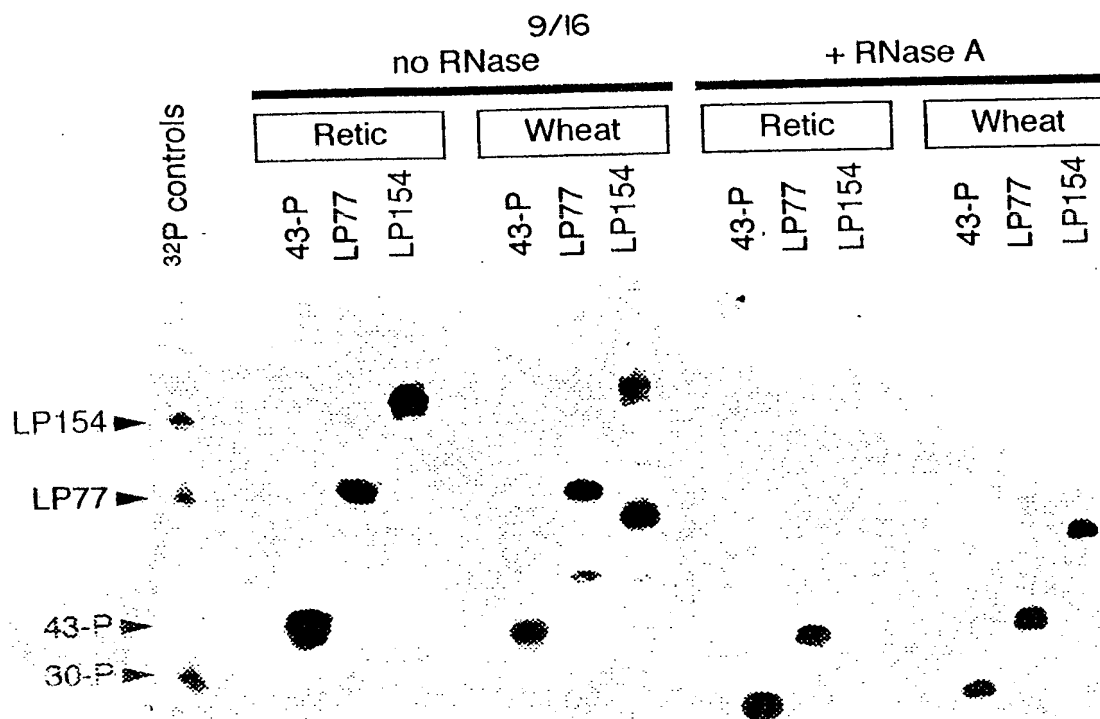 9/16
no RNase
+ RNase A
Retic
Wheat
Retic
Wheat
32P controls
43-P
LP77
LP154
43-P
LP77
LP154
43-P
LP77
LP154
43-P
LP77
LP154
LP154
LP77
43-P
30-P